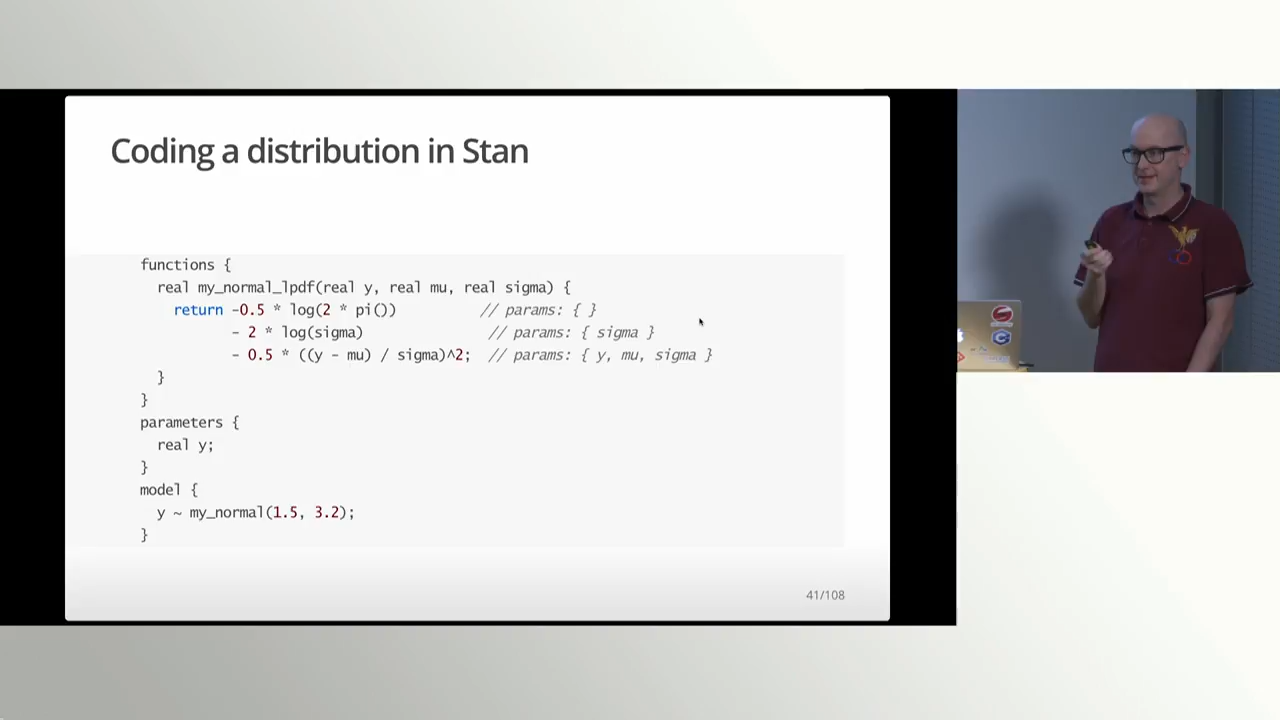 Coding a distribution in Stan
functions {
real my_normal_lpdf(real y, real mu, real sigma) {
return -0.5 * log(2 * pi()) // params: { }
- 2 * log(sigma) // params: { sigma }
- 0.5 * ((y - mu) / sigma)^2; // params: { y, mu, sigma }
}
}
parameters {
real y;
}
model {
y ~ my_normal(1.5, 3.2);
}
41/108